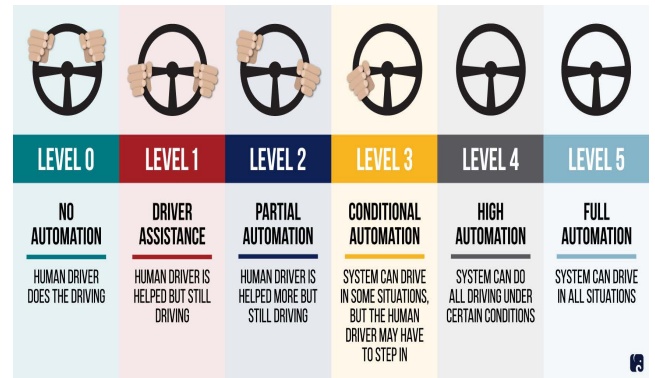 LEVEL 0
NO
AUTOMATION
HUMAN DRIVER
DOES THE DRIVING
LEVEL 1
DRIVER
ASSISTANCE
HUMAN DRIVER IS
HELPED BUT STILL
DRIVING
LEVEL 2
PARTIAL
AUTOMATION
HUMAN DRIVER IS
HELPED MORE BUT
STILL DRIVING
LEVEL 3
CONDITIONAL
AUTOMATION
SYSTEM CAN DRIVE
IN SOME SITUATIONS,
BUT THE HUMAN
DRIVER MAY HAVE
TO STEP IN
LEVEL 4
HIGH
AUTOMATION
SYSTEM CAN DO
ALL DRIVING UNDER
CERTAIN CONDITIONS
LEVEL 5
FULL
AUTOMATION
SYSTEM CAN DRIVE
IN ALL SITUATIONS